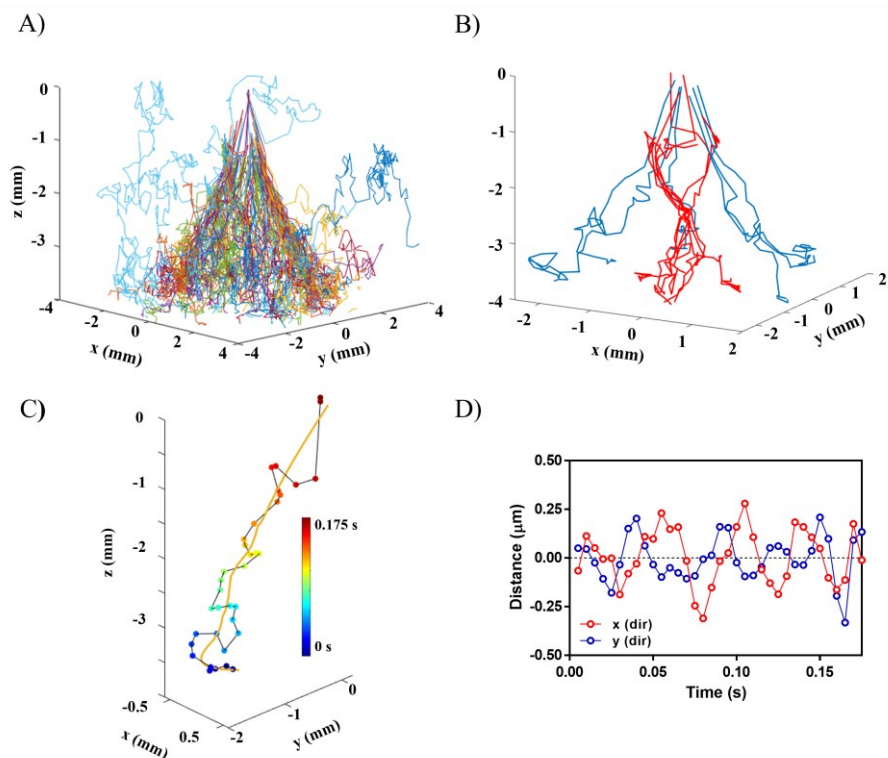 A)
B)
0
-1
-2
-3
-4
z (mm)
-4
-2
0
2
4
x (mm)
-4
-2
0
2
4
y (mm)
0
-1
-2
-3
-4
-2
-1
0
1
2
x (mm)
-2
-1
0
1
2
y (mm)
C)
D)
0
-1
-2
-3
z (mm)
0.175 s
0 s
-0.5
0.5
x (mm)
-2
-1
0
y (mm)
0.50
0.25
0.00
-0.25
-0.50
Distance (μm)
x (dir)
y (dir)
0.00
0.05
0.10
0.15
Time (s)